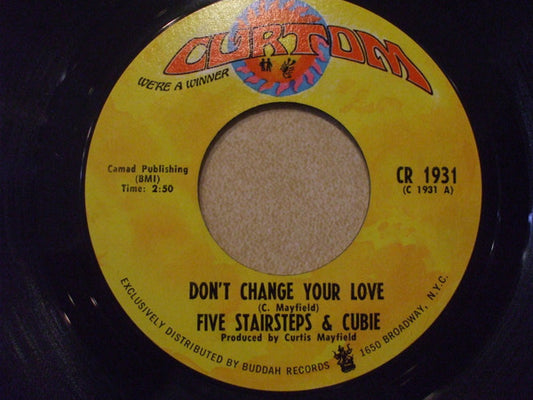 CURTOM
WE'RE A WINNER
Camad Publishing
(BMI)
Time: 2:50
CR 1931
(C 1931 A)
DON'T CHANGE YOUR LOVE
(C. Mayfield)
FIVE STAIRSTEPS & CUBIE
Produced by Curtis Mayfield
EXCLUSIVELY DISTRIBUTED BY BUDDAH RECORDS 1650 BROADWAY, N.Y.C.